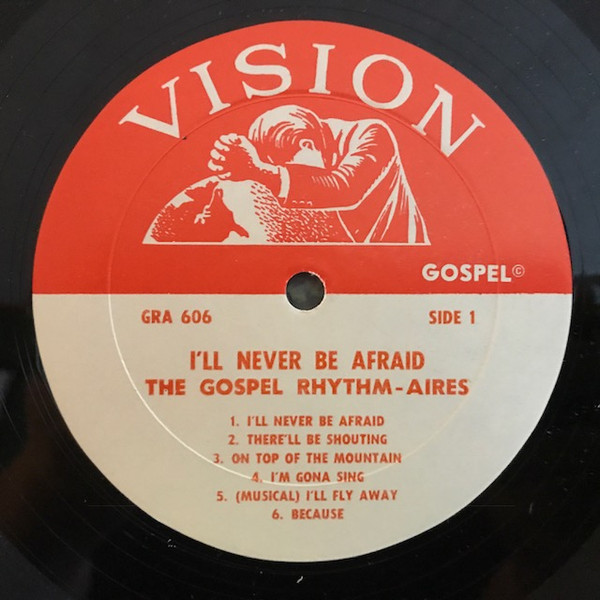 VISION
GOSPEL©
GRA 606
SIDE 1
I'LL NEVER BE AFRAID
THE GOSPEL RHYTHM-AIRES
1. I'LL NEVER BE AFRAID
2. THERE'LL BE SHOUTING
3. ON TOP OF THE MOUNTAIN
4. I'M GONA SING
5. (MUSICAL) I'LL FLY AWAY
6. BECAUSE